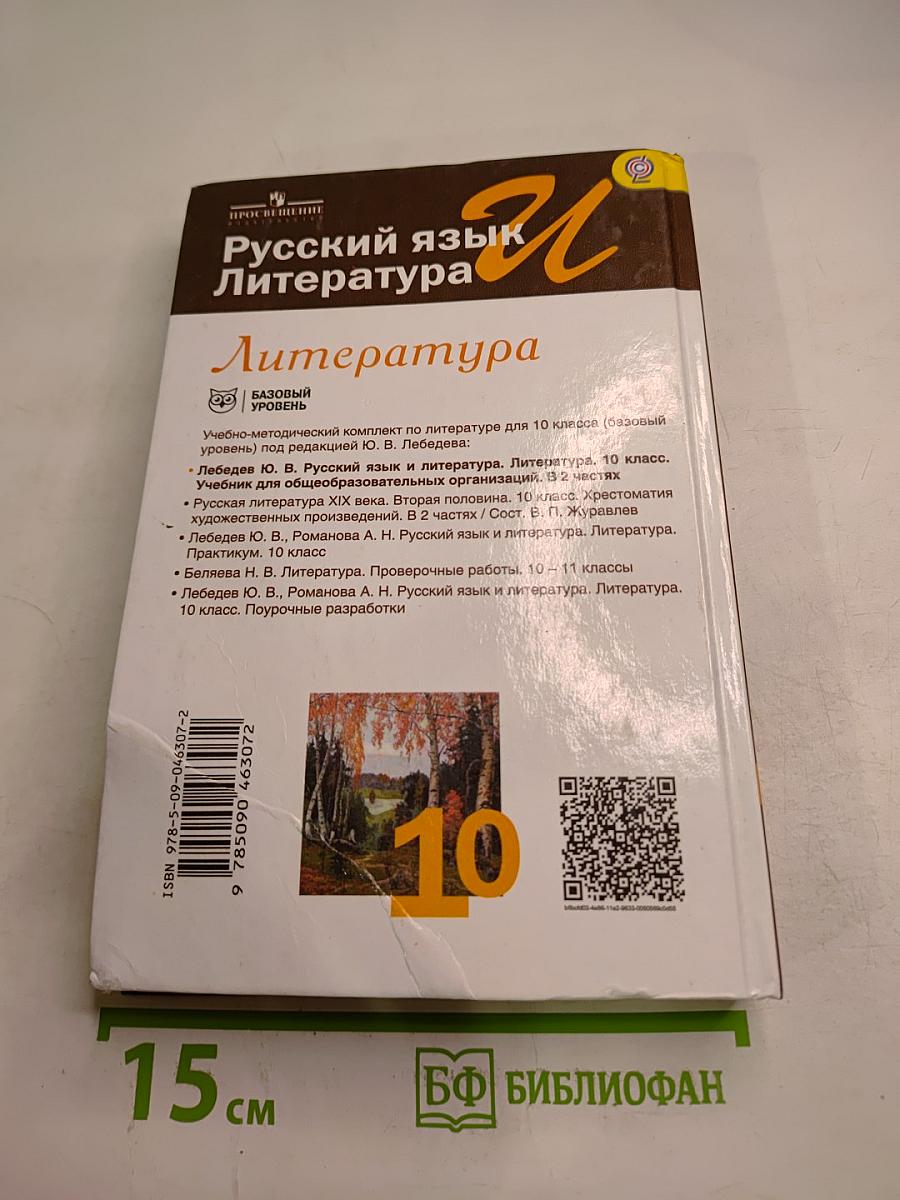 ПРОСВЕЩЕНИЕ
ИЗДАТЕЛЬСТВО
Русский язык
И
Литература
Литература
БАЗОВЫЙ
УРОВЕНЬ
Учебно-методический комплект по литературе для 10 класса (базовый
уровень) под редакцией Ю. В. Лебедева:
• Лебедев Ю. В. Русский язык и литература. Литература. 10 класс.
Учебник для общеобразовательных организаций. В 2 частях
• Русская литература XIX века. Вторая половина. 10 класс. Хрестоматия
художественных произведений. В 2 частях / Сост. В. П. Журавлев
• Лебедев Ю. В., Романова А. Н. Русский язык и литература. Литература.
Практикум. 10 класс
• Беляева Н. В. Литература. Проверочные работы. 10 – 11 классы
• Лебедев Ю. В., Романова А. Н. Русский язык и литература. Литература.
10 класс. Поурочные разработки
ISBN 978-5-09-046307-2
9 785090 463072
10
15 см
БФ БИБЛИОФАН